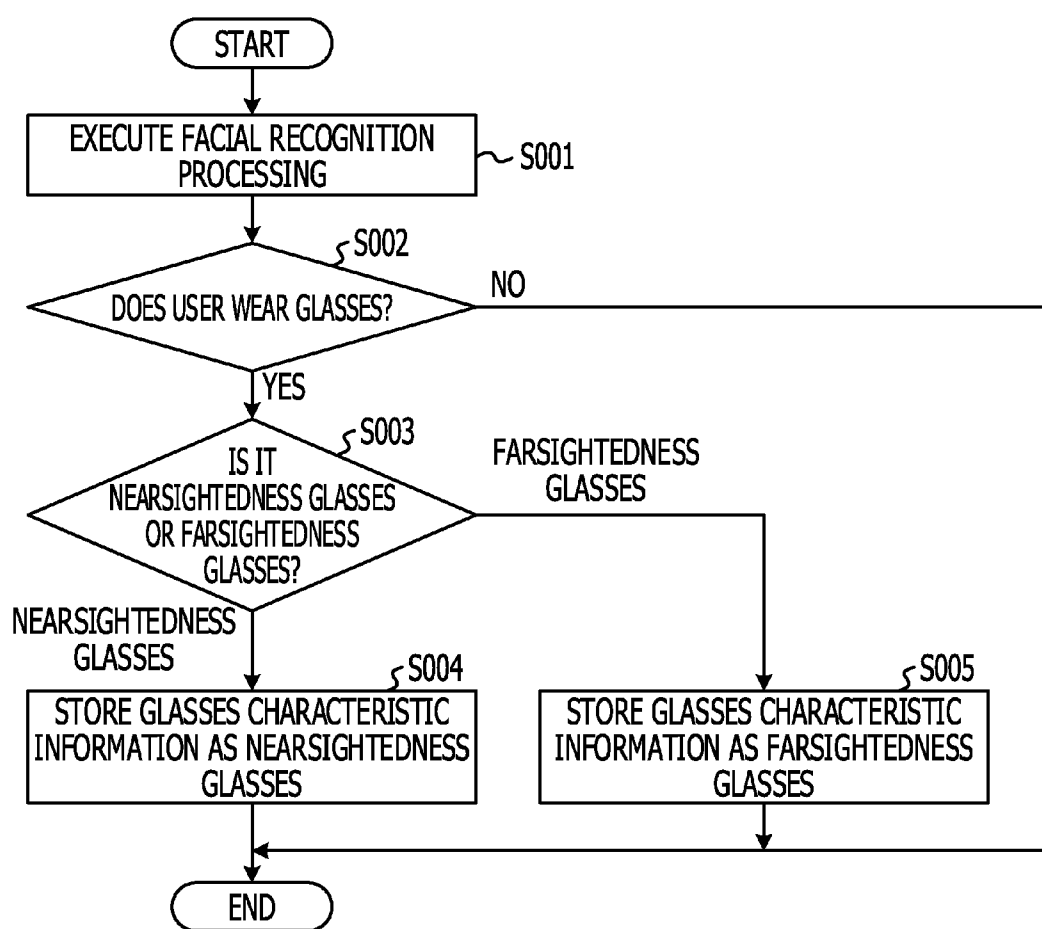 START
EXECUTE FACIAL RECOGNITION
PROCESSING
S001
S002
DOES USER WEAR GLASSES?
NO
YES
S003
IS IT
NEARSIGHTEDNESS GLASSES
OR FARSIGHTEDNESS
GLASSES?
FARSIGHTEDNESS
GLASSES
NEARSIGHTEDNESS
GLASSES
S004
STORE GLASSES CHARACTERISTIC
INFORMATION AS NEARSIGHTEDNESS
GLASSES
S005
STORE GLASSES CHARACTERISTIC
INFORMATION AS FARSIGHTEDNESS
GLASSES
END